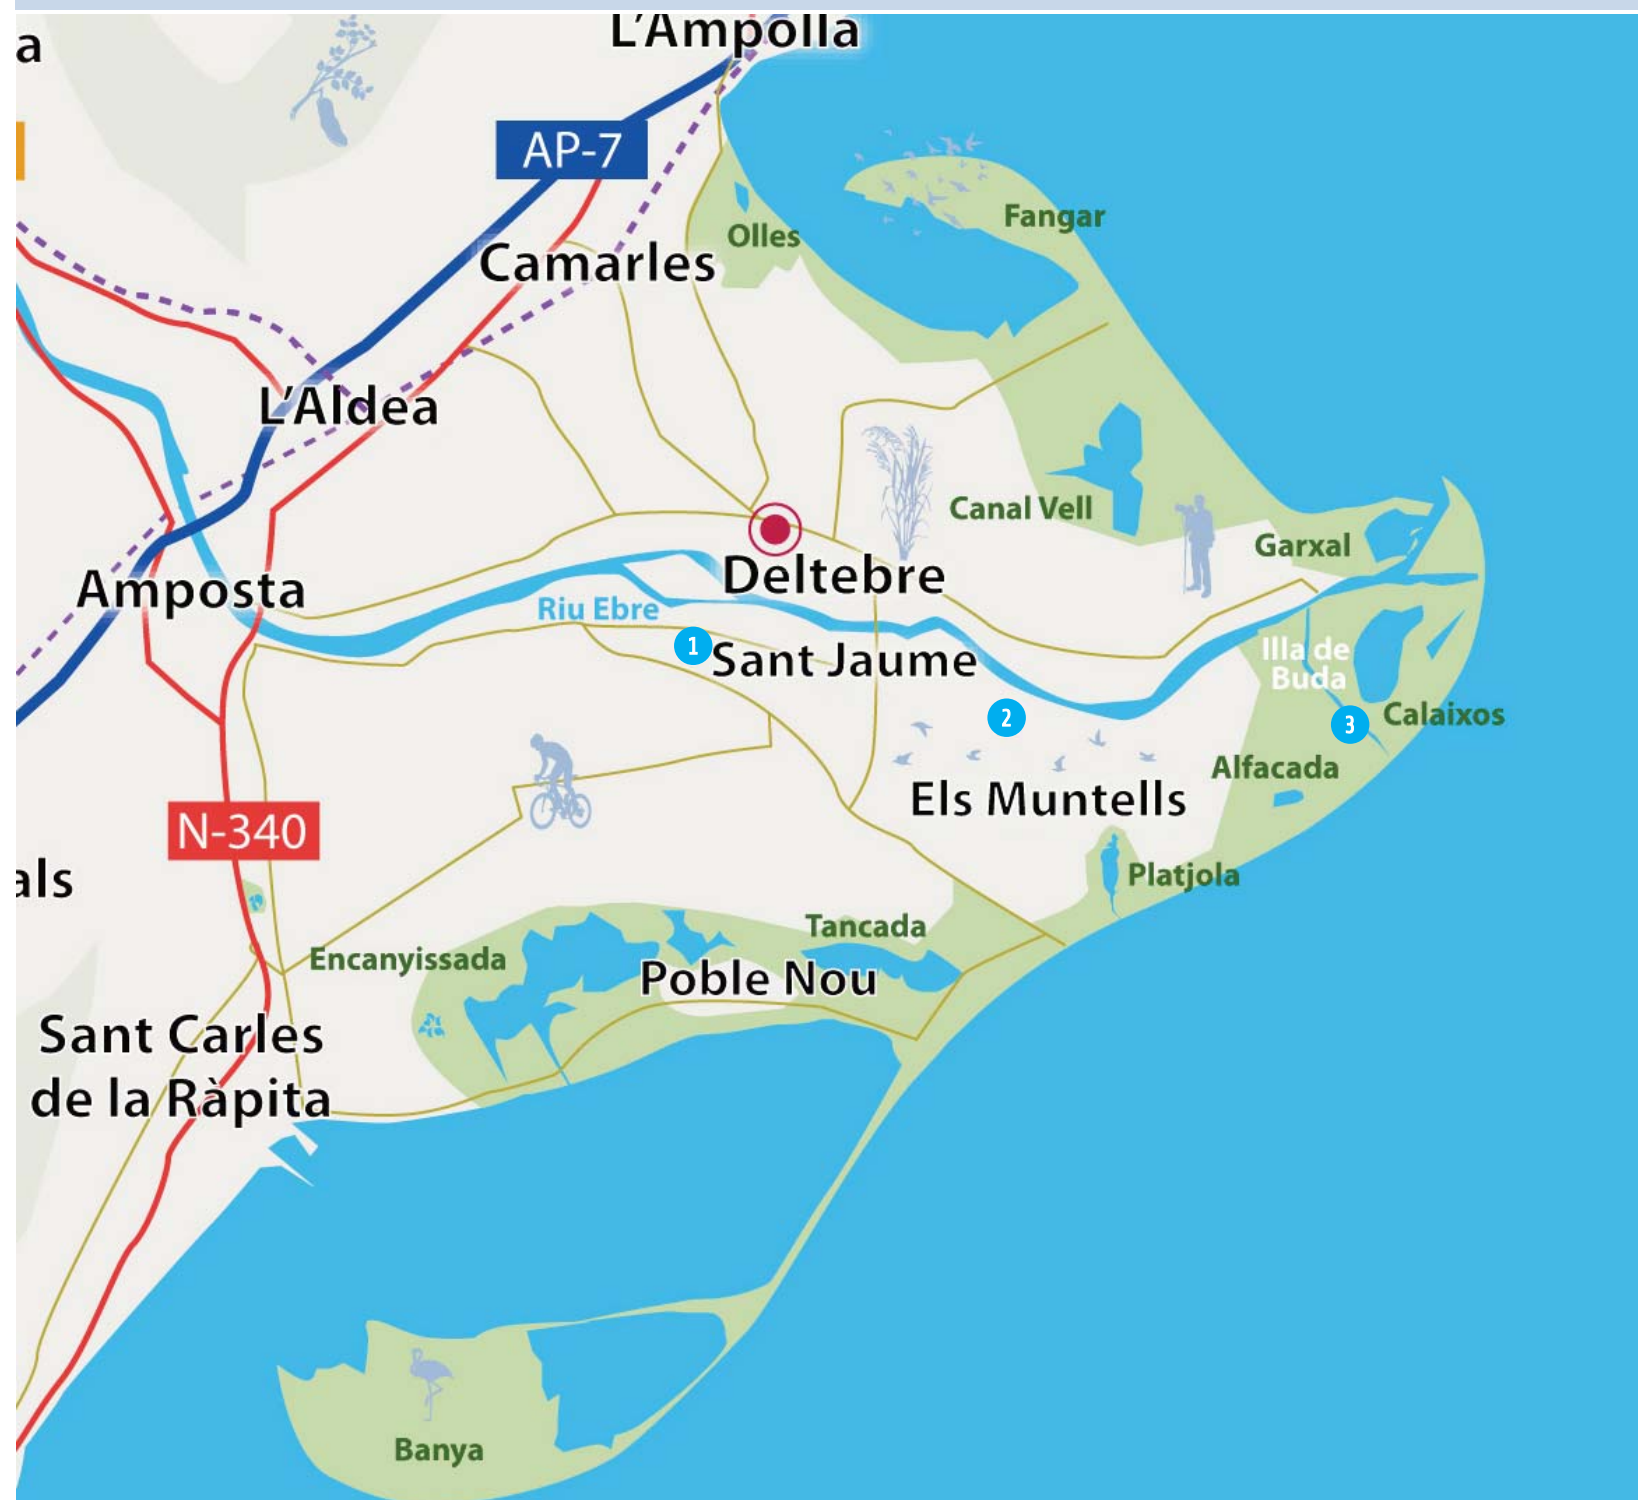 L'Ampolla
a
AP-7
Fangar
Olles
Camarles
L'Aldea
Canal Vell
Garxal
Deltebre
Amposta
Riu Ebre
1
Sant Jaume
Illa de
Buda
2
3
Calaixos
Alfacada
Els Muntells
N-340
als
Platjola
Tancada
Encanyissada
Poble Nou
Sant Carles
de la Ràpita
Banya